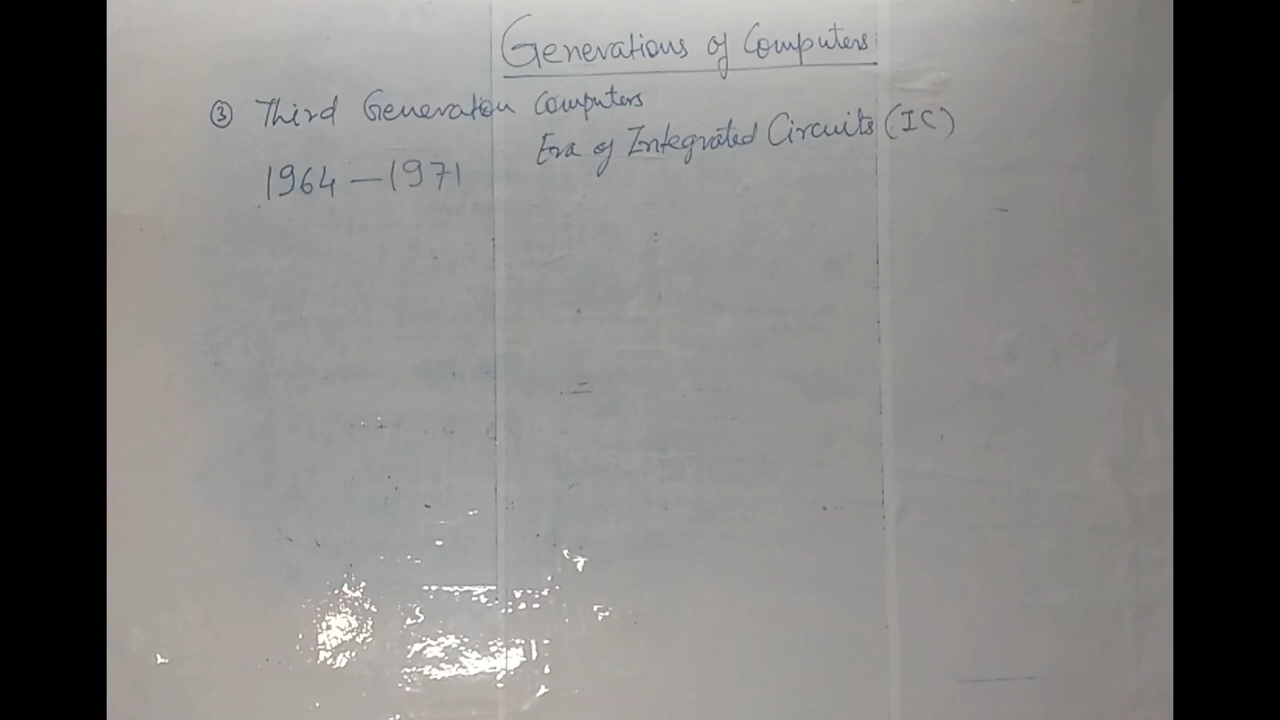 Generations of Computers
③ Third Generation Computers
Era of Integrated Circuits (IC)
1964 — 1971